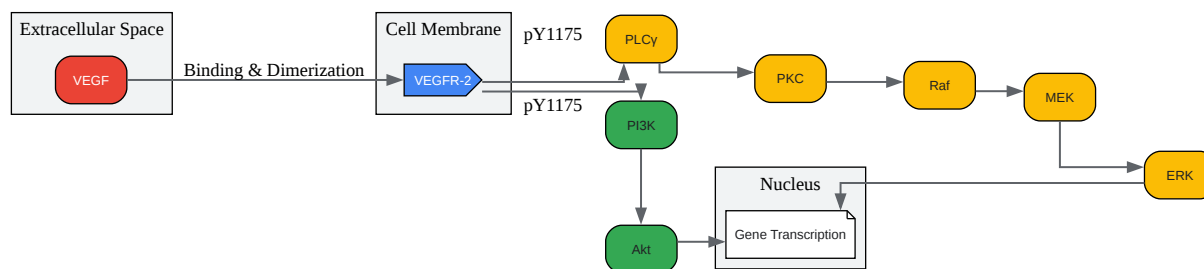 Extracellular Space
VEGF
Binding & Dimerization
Cell Membrane
VEGFR-2
pY1175
pY1175
PLCγ
PKC
Raf
MEK
ERK
PI3K
Akt
Nucleus
Gene Transcription